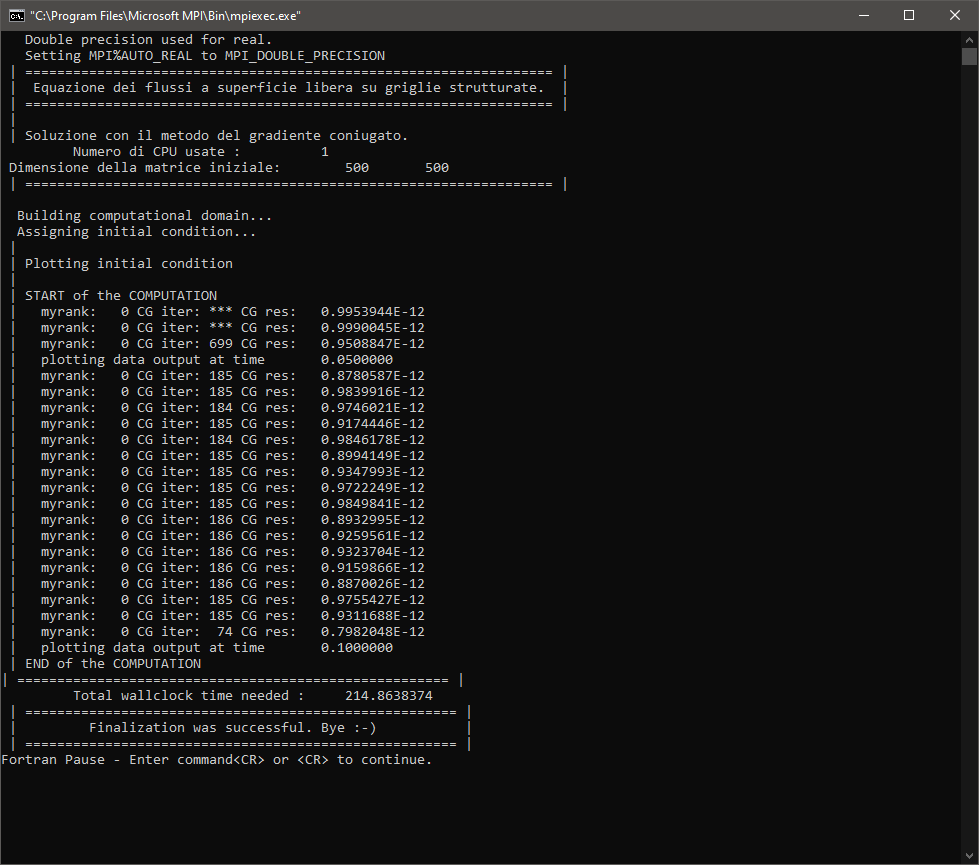 "C:\Program Files\Microsoft MPI\Bin\mpiexec.exe"
Double precision used for real.
Setting MPI%AUTO_REAL to MPI_DOUBLE_PRECISION
| ================================================================== |
|  Equazione dei flussi a superficie libera su griglie strutturate.  |
| ================================================================== |
|
| Soluzione con il metodo del gradiente coniugato.
Numero di CPU usate :          1
Dimensione della matrice iniziale:        500       500
| ================================================================== |
Building computational domain...
Assigning initial condition...
|
| Plotting initial condition
|
| START of the COMPUTATION
|   myrank:   0 CG iter: *** CG res:   0.9953944E-12
|   myrank:   0 CG iter: *** CG res:   0.9990045E-12
|   myrank:   0 CG iter: 699 CG res:   0.9508847E-12
|   plotting data output at time       0.0500000
|   myrank:   0 CG iter: 185 CG res:   0.8780587E-12
|   myrank:   0 CG iter: 185 CG res:   0.9839916E-12
|   myrank:   0 CG iter: 184 CG res:   0.9746021E-12
|   myrank:   0 CG iter: 185 CG res:   0.9174446E-12
|   myrank:   0 CG iter: 184 CG res:   0.9846178E-12
|   myrank:   0 CG iter: 185 CG res:   0.8994149E-12
|   myrank:   0 CG iter: 185 CG res:   0.9347993E-12
|   myrank:   0 CG iter: 185 CG res:   0.9722249E-12
|   myrank:   0 CG iter: 185 CG res:   0.9849841E-12
|   myrank:   0 CG iter: 186 CG res:   0.8932995E-12
|   myrank:   0 CG iter: 186 CG res:   0.9259561E-12
|   myrank:   0 CG iter: 186 CG res:   0.9323704E-12
|   myrank:   0 CG iter: 186 CG res:   0.9159866E-12
|   myrank:   0 CG iter: 186 CG res:   0.8870026E-12
|   myrank:   0 CG iter: 185 CG res:   0.9755427E-12
|   myrank:   0 CG iter: 185 CG res:   0.9311688E-12
|   myrank:   0 CG iter:  74 CG res:   0.7982048E-12
|   plotting data output at time       0.1000000
| END of the COMPUTATION
| ====================================================== |
Total wallclock time needed :     214.8638374
| ====================================================== |
|         Finalization was successful. Bye :-)           |
| ====================================================== |
Fortran Pause - Enter command<CR> or <CR> to continue.